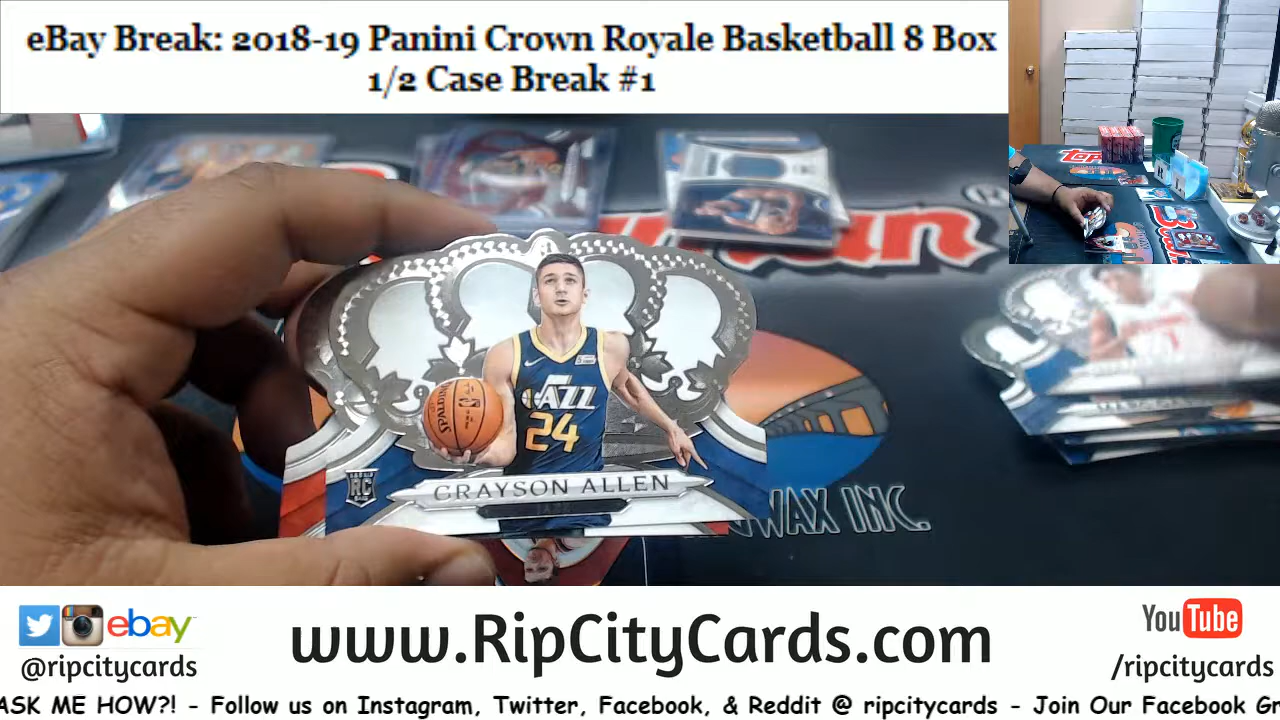 eBay Break: 2018-19 Panini Crown Royale Basketball 8 Box
1/2 Case Break #1
JAZZ
24
SPALDING
RC
GRAYSON ALLEN
JAZZ
WAX INC.
ebay
@ripcitycards
www.RipCityCards.com
YouTube
/ripcitycards
ASK ME HOW?! - Follow us on Instagram, Twitter, Facebook, & Reddit @ ripcitycards - Join Our Facebook Gr